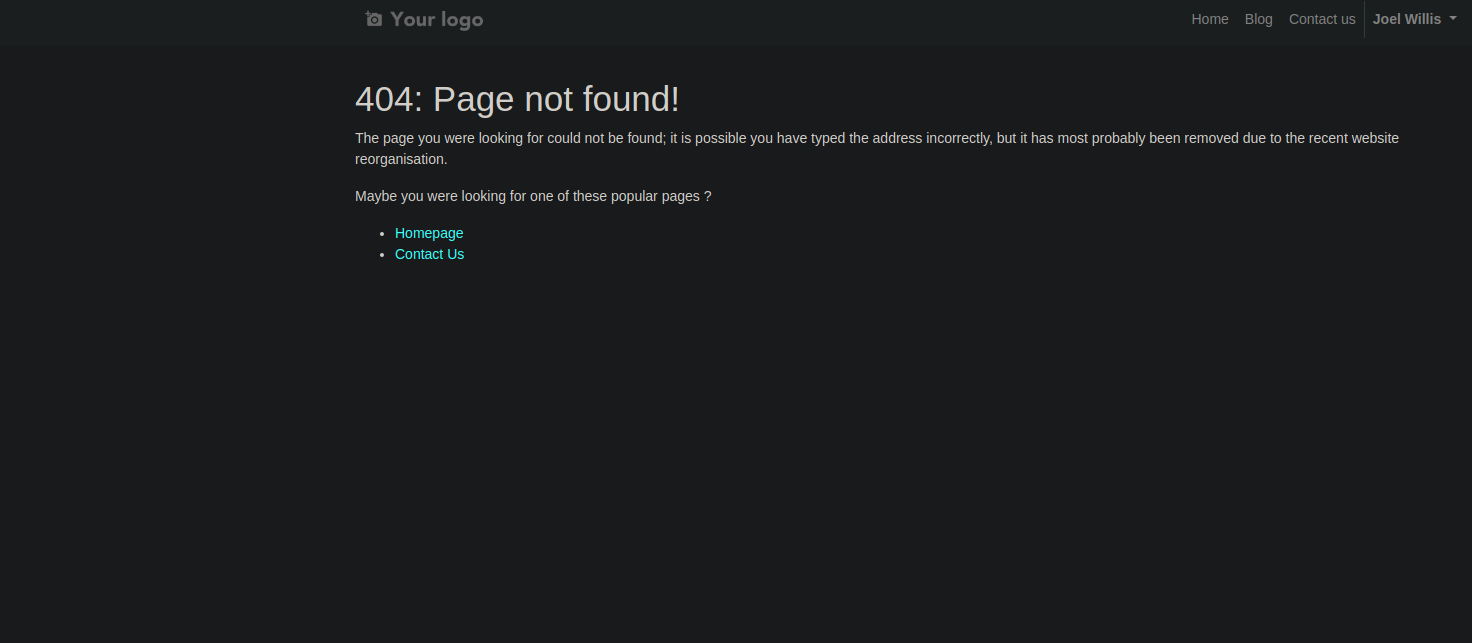 Your logo
Home Blog Contact us Joel Willis
404: Page not found!
The page you were looking for could not be found; it is possible you have typed the address incorrectly, but it has most probably been removed due to the recent website
reorganisation.
Maybe you were looking for one of these popular pages ?
• Homepage
• Contact Us